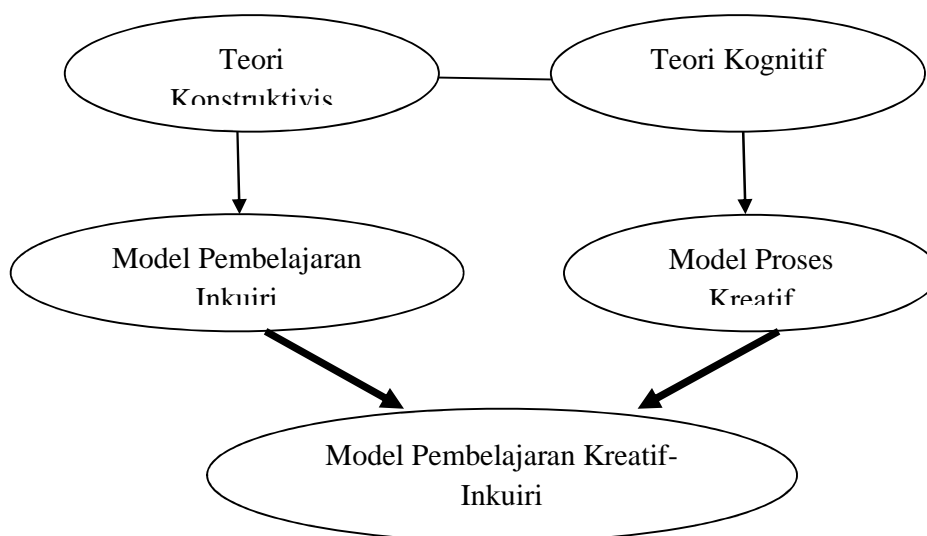 Teori
Konstruktivis
Teori Kognitif
Model Pembelajaran
Inkuiri
Model Proses
Kreatif
Model Pembelajaran Kreatif-
Inkuiri